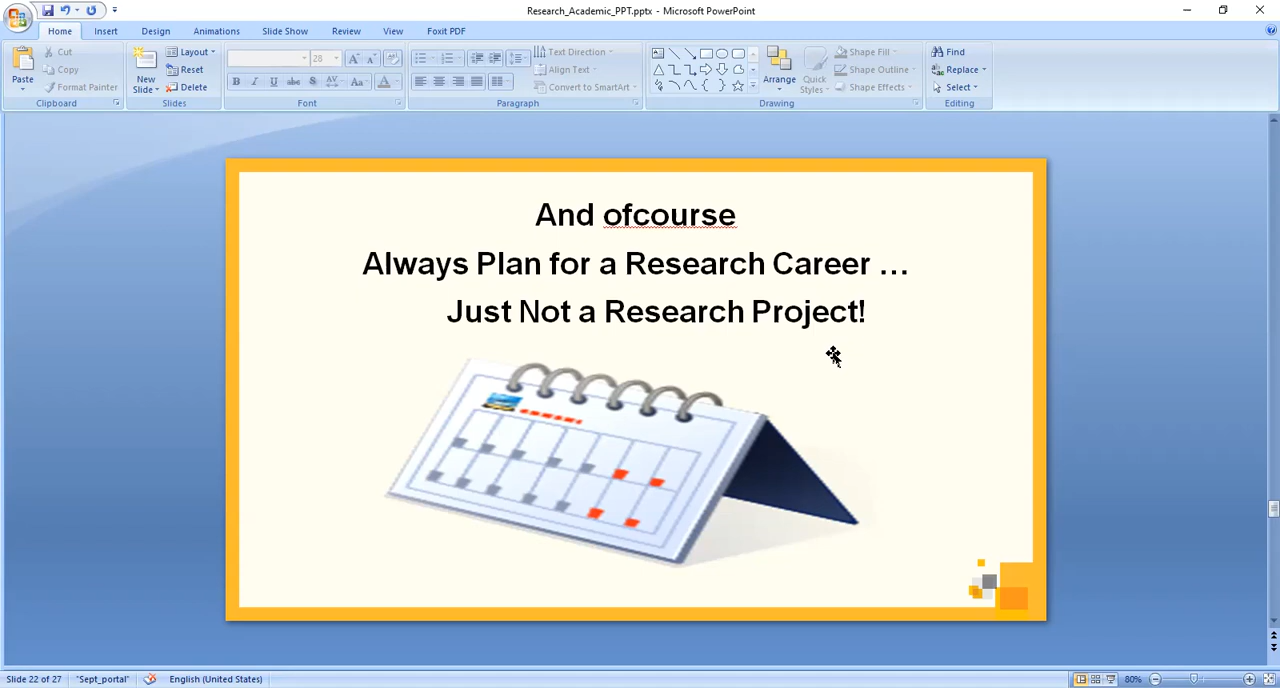 Research_Academic_PPT.pptx - Microsoft PowerPoint
Home Insert Design Animations Slide Show Review View Foxit PDF
Paste
Cut
Copy
Format Painter
Clipboard
New Slide
Layout
Reset
Delete
Slides
28
B I U abc S AV Aa A
Font
Text Direction
Align Text
Convert to SmartArt
Paragraph
Arrange
Quick Styles
Shape Fill
Shape Outline
Shape Effects
Drawing
Find
Replace
Select
Editing
And ofcourse
Always Plan for a Research Career …
Just Not a Research Project!
Slide 22 of 27 "Sept_portal" English (United States) 80%